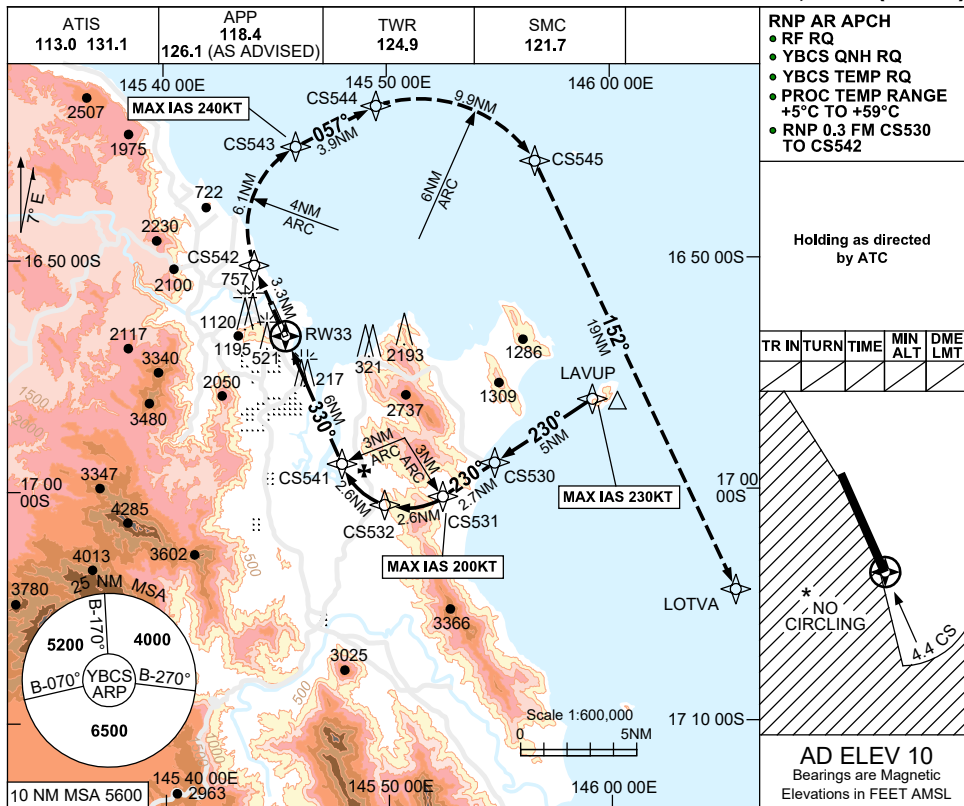 ATIS
113.0 131.1
APP
118.4
126.1 (AS ADVISED)
TWR
124.9
SMC
121.7
RNP AR APCH
• RF RQ
• YBCS QNH RQ
• YBCS TEMP RQ
• PROC TEMP RANGE
+5°C TO +59°C
• RNP 0.3 FM CS530
TO CS542
Holding as directed
by ATC
TR IN
TURN
TIME
MIN
ALT
DME
LMT
* NO
CIRCLING
4.4 CS
AD ELEV 10
Bearings are Magnetic
Elevations in FEET AMSL
145 40 00E
145 50 00E
146 00 00E
2507
1975
MAX IAS 240KT
CS544
9.9NM
057°
3.9NM
CS543
CS545
7° E
722
6.1NM
4NM
ARC
6NM
ARC
2230
CS542
16 50 00S
16 50 00S
2100
757
3.3NM
152°
19NM
1120
RW33
2117
1195
521
321
2193
1286
3340
217
LAVUP
2050
6NM
1309
3480
330°
2737
230°
5NM
1500
2000
3NM
ARC
ARC
3NM
CS541
230°
2.7NM
CS530
MAX IAS 230KT
3347
17 00
00S
17 00
00S
2.6NM
CS532
2.6NM
CS531
4285
3602
500
MAX IAS 200KT
4013
3780
25 NM MSA
LOTVA
3366
B-170°
5200
4000
B-070°
YBCS
ARP
B-270°
6500
3025
500
Scale 1:600,000
0
5NM
17 10 00S
10 NM MSA 5600
145 40 00E
2963
145 50 00E
146 00 00E